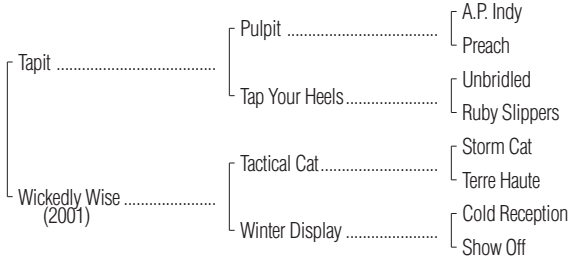 A.P. Indy
Pulpit ......................................
Preach
Tapit ........................................
Unbridled
Tap Your Heels.......................
Ruby Slippers
Storm Cat
Tactical Cat.............................
Terre Haute
Wickedly Wise .......................
(2001)
Cold Reception
Winter Display .......................
Show Off